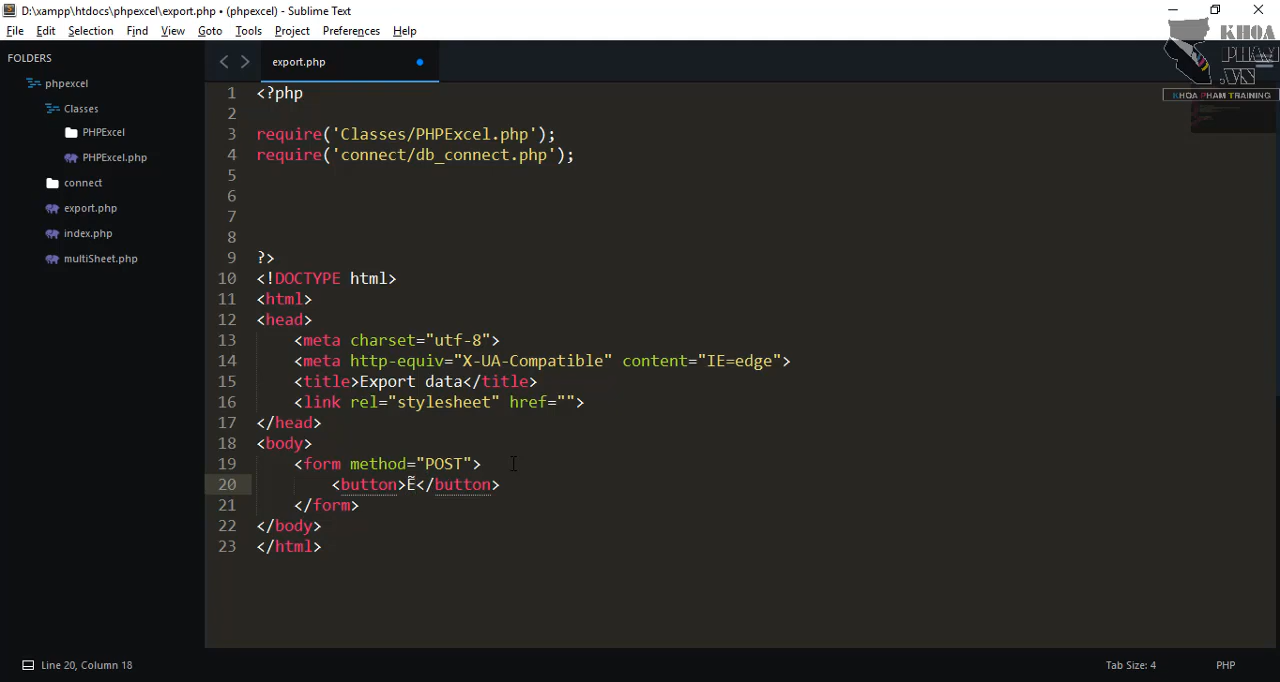 D:\xampp\htdocs\phpexcel\export.php • (phpexcel) - Sublime Text
File Edit Selection Find View Goto Tools Project Preferences Help
KHOA
PHAM
.VN
KHOA PHAM TRAINING
FOLDERS
phpexcel
Classes
PHPExcel
PHPExcel.php
connect
export.php
index.php
multiSheet.php
export.php
1 <?php
2
3 require('Classes/PHPExcel.php');
4 require('connect/db_connect.php');
5
6
7
8
9 ?>
10 <!DOCTYPE html>
11 <html>
12 <head>
13 <meta charset="utf-8">
14 <meta http-equiv="X-UA-Compatible" content="IE=edge">
15 <title>Export data</title>
16 <link rel="stylesheet" href="">
17 </head>
18 <body>
19 <form method="POST">
20 <button>Ẽ</button>
21 </form>
22 </body>
23 </html>
Line 20, Column 18
Tab Size: 4
PHP